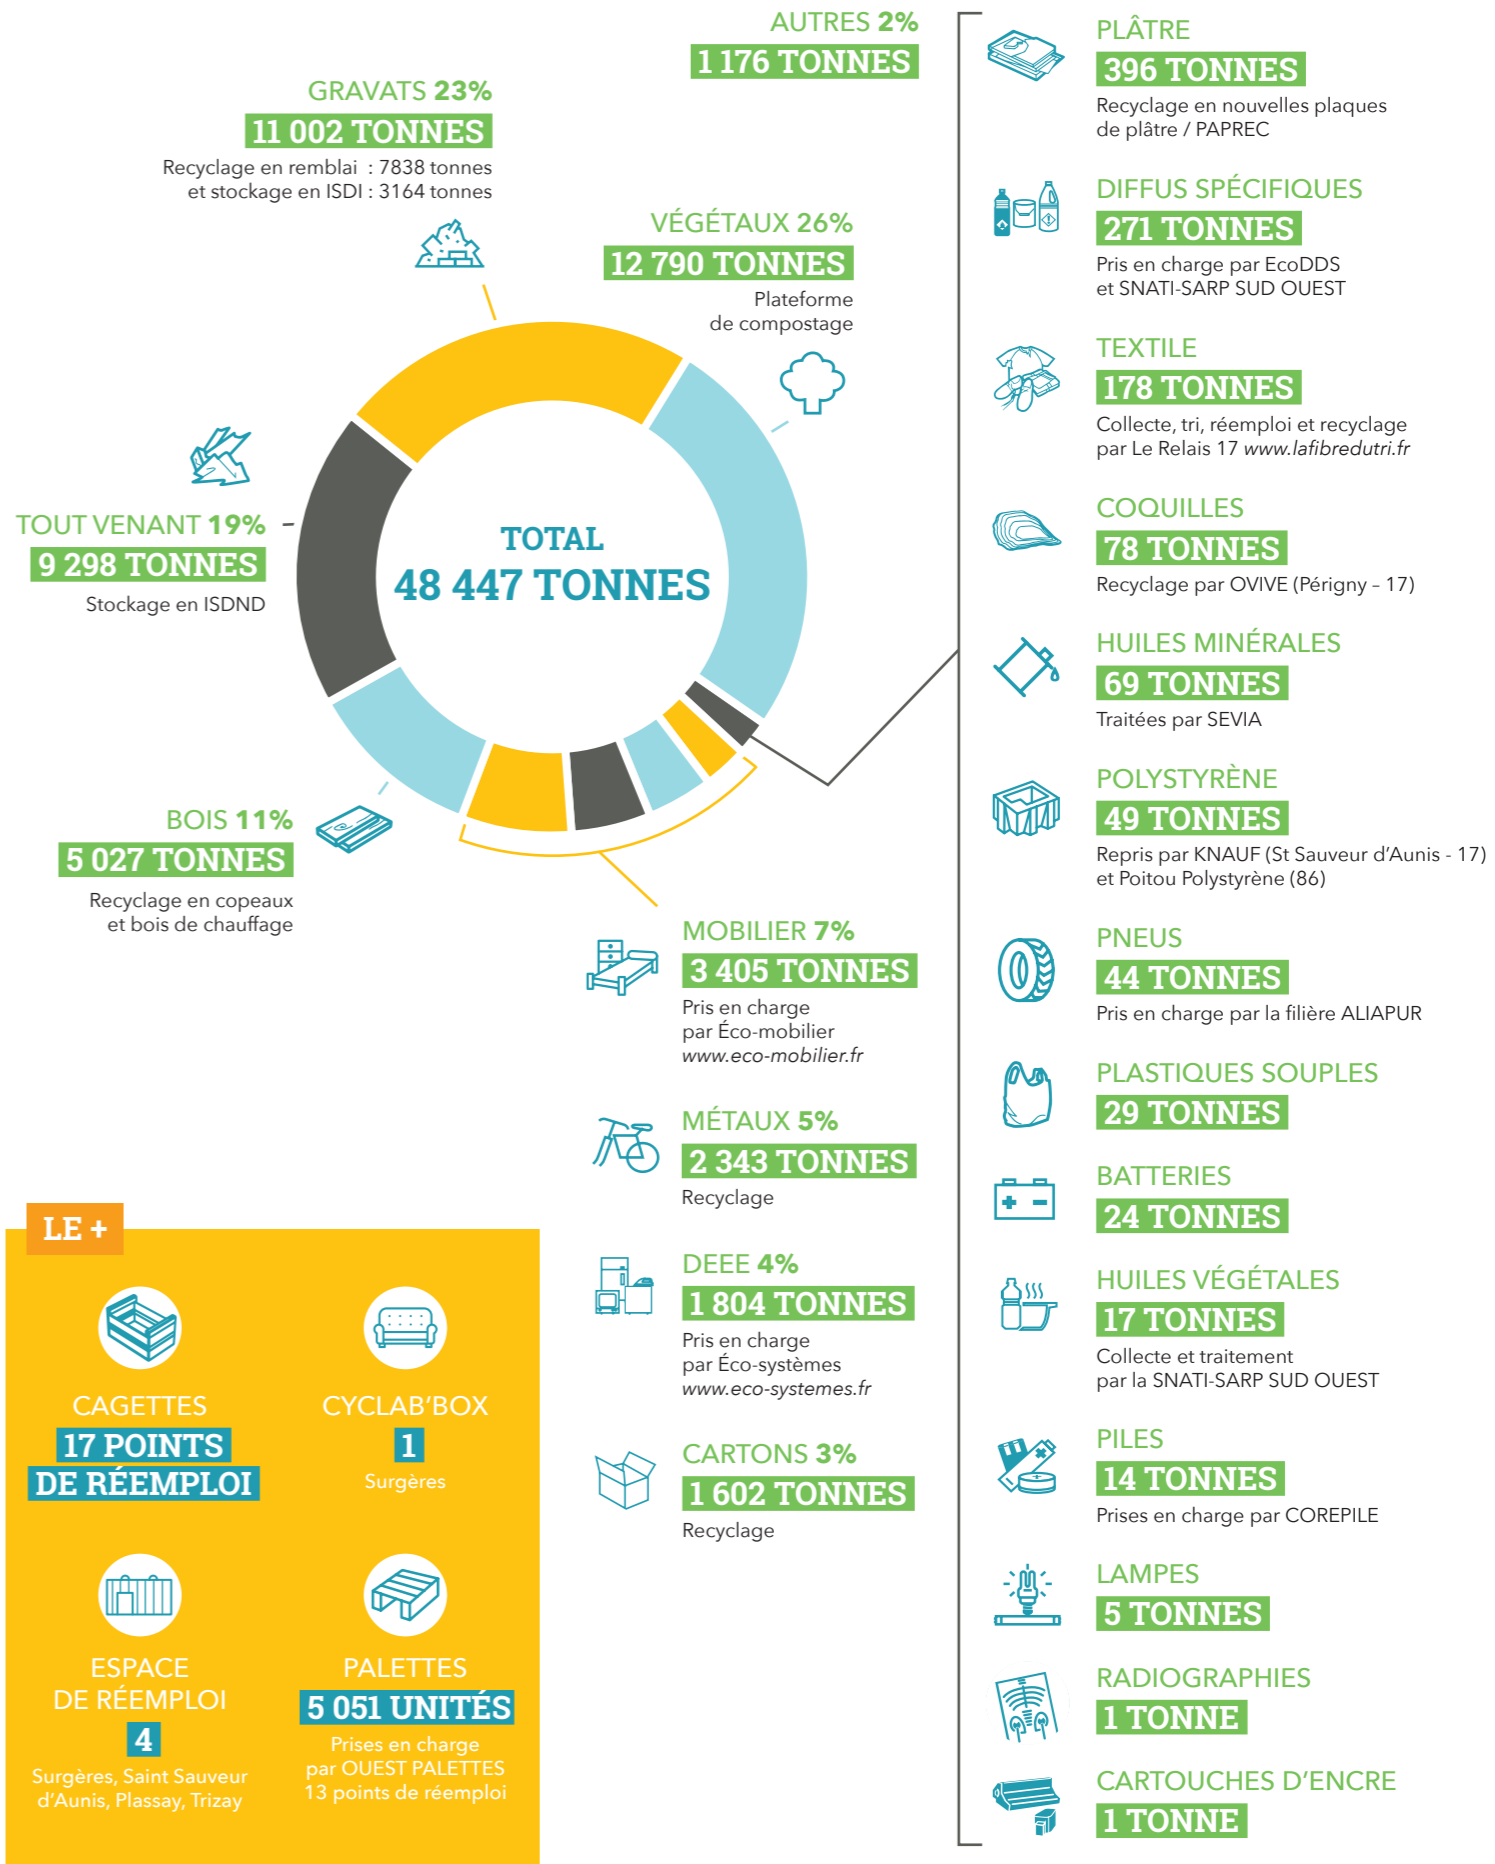 AUTRES 2%
1 176 TONNES
GRAVATS 23%
11 002 TONNES
Recyclage en remblai : 7838 tonnes
et stockage en ISDI : 3164 tonnes
VÉGÉTAUX 26%
12 790 TONNES
Plateforme
de compostage
TOUT VENANT 19%
9 298 TONNES
Stockage en ISDND
TOTAL
48 447 TONNES
BOIS 11%
5 027 TONNES
Recyclage en copeaux
et bois de chauffage
MOBILIER 7%
3 405 TONNES
Pris en charge
par Éco-mobilier
www.eco-mobilier.fr
MÉTAUX 5%
2 343 TONNES
Recyclage
DEEE 4%
1 804 TONNES
Pris en charge
par Éco-systèmes
www.eco-systemes.fr
CARTONS 3%
1 602 TONNES
Recyclage
PLÂTRE
396 TONNES
Recyclage en nouvelles plaques
de plâtre / PAPREC
DIFFUS SPÉCIFIQUES
271 TONNES
Pris en charge par EcoDDS
et SNATI-SARP SUD OUEST
TEXTILE
178 TONNES
Collecte, tri, réemploi et recyclage
par Le Relais 17 www.lafibredutri.fr
COQUILLES
78 TONNES
Recyclage par OVIVE (Périgny – 17)
HUILES MINÉRALES
69 TONNES
Traitées par SEVIA
POLYSTYRÈNE
49 TONNES
Repris par KNAUF (St Sauveur d’Aunis - 17)
et Poitou Polystyrène (86)
PNEUS
44 TONNES
Pris en charge par la filière ALIAPUR
PLASTIQUES SOUPLES
29 TONNES
BATTERIES
24 TONNES
HUILES VÉGÉTALES
17 TONNES
Collecte et traitement
par la SNATI-SARP SUD OUEST
PILES
14 TONNES
Prises en charge par COREPILE
LAMPES
5 TONNES
RADIOGRAPHIES
1 TONNE
CARTOUCHES D’ENCRE
1 TONNE
LE +
CAGETTES
17 POINTS
DE RÉEMPLOI
CYCLAB’BOX
1
Surgères
ESPACE
DE RÉEMPLOI
4
Surgères, Saint Sauveur
d’Aunis, Plassay, Trizay
PALETTES
5 051 UNITÉS
Prises en charge
par OUEST PALETTES
13 points de réemploi